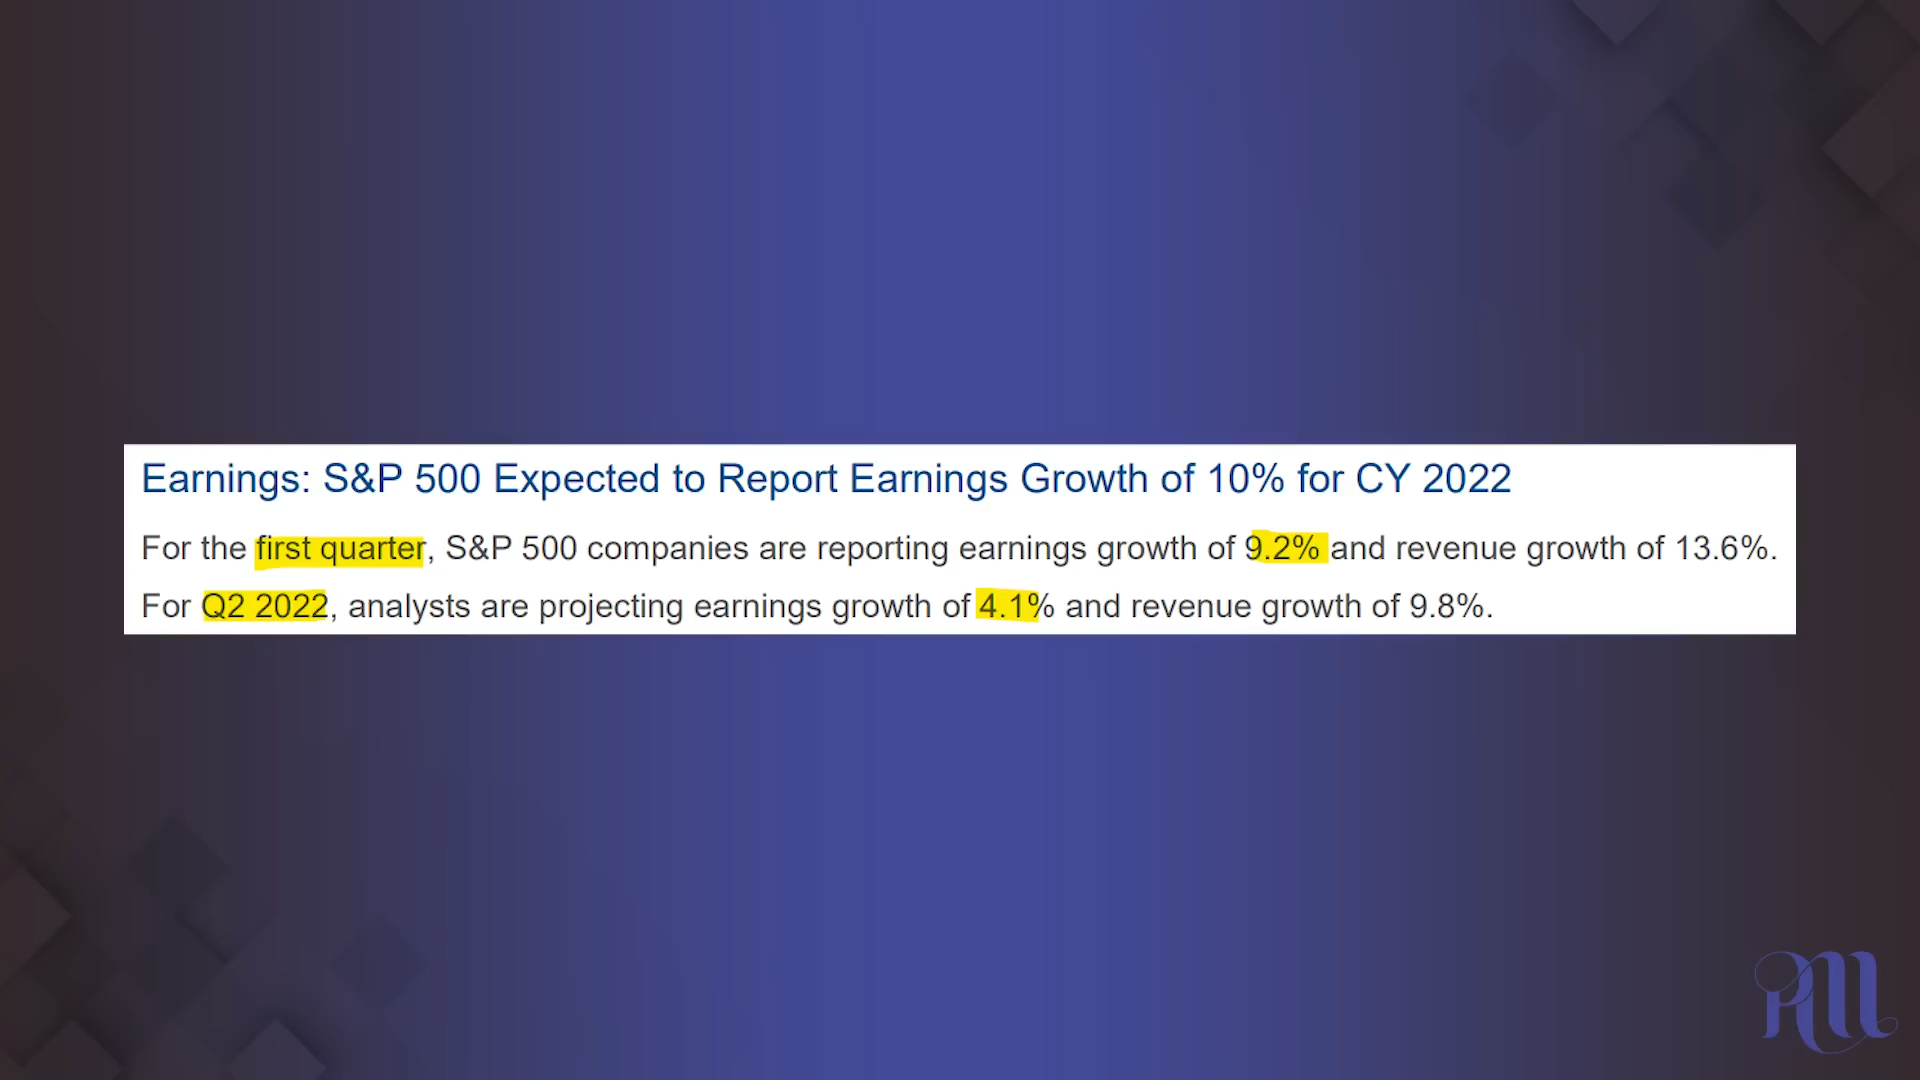 Earnings: S&P 500 Expected to Report Earnings Growth of 10% for CY 2022
For the first quarter, S&P 500 companies are reporting earnings growth of 9.2% and revenue growth of 13.6%.
For Q2 2022, analysts are projecting earnings growth of 4.1% and revenue growth of 9.8%.